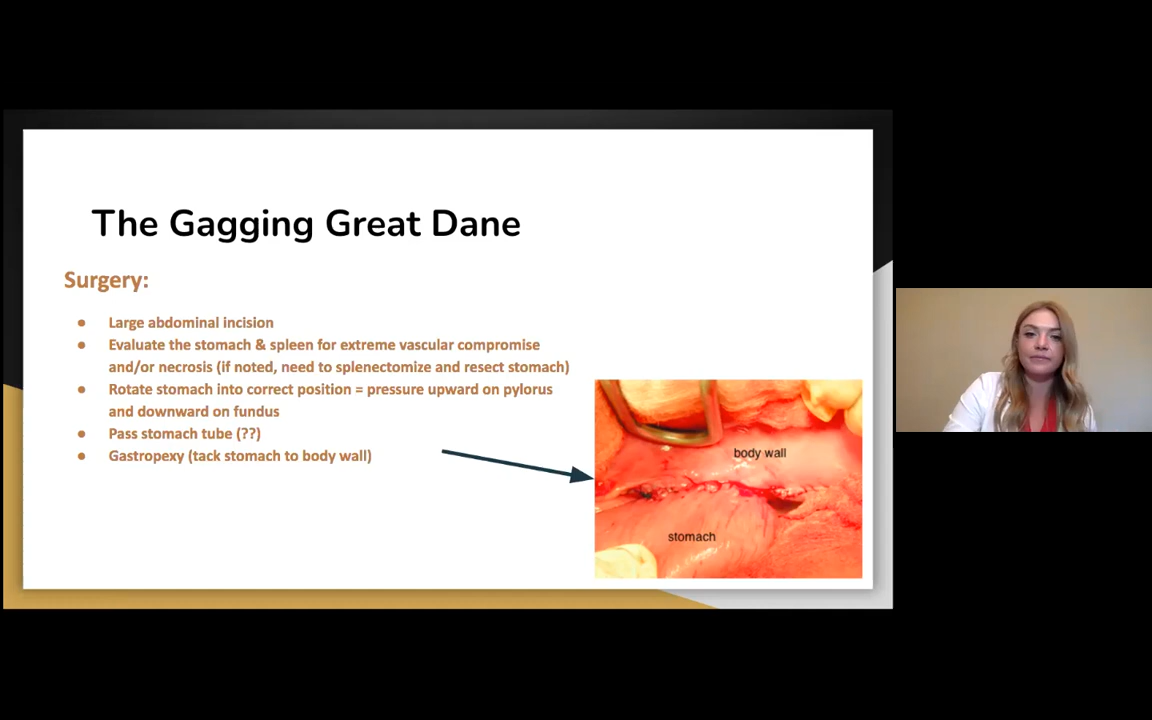 The Gagging Great Dane
Surgery:
● Large abdominal incision
● Evaluate the stomach & spleen for extreme vascular compromise
and/or necrosis (if noted, need to splenectomize and resect stomach)
● Rotate stomach into correct position = pressure upward on pylorus
and downward on fundus
● Pass stomach tube (??)
● Gastropexy (tack stomach to body wall)
body wall
stomach